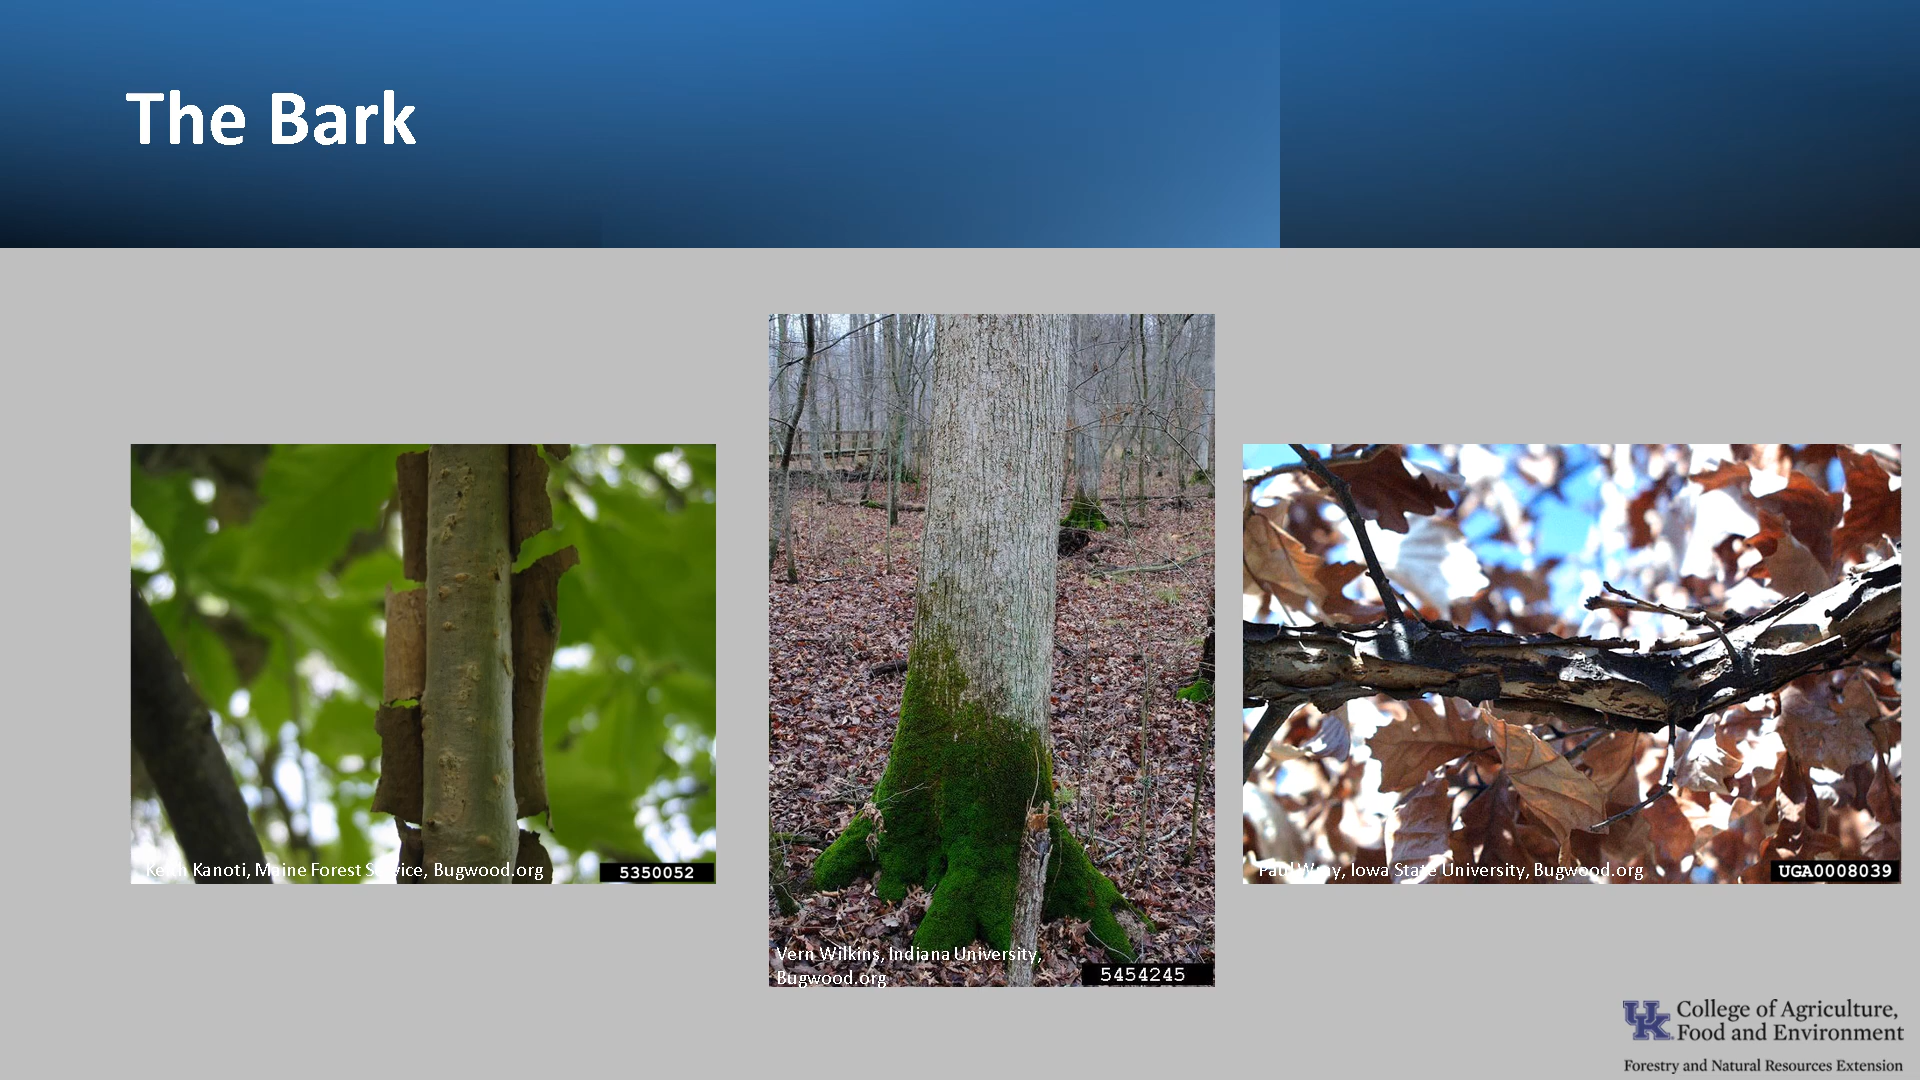 The Bark
Keith Kanoti, Maine Forest Service, Bugwood.org
5350052
Vern Wilkins, Indiana University,
Bugwood.org
5454245
Paul Wray, Iowa State University, Bugwood.org
UGA0008039
UK
College of Agriculture,
Food and Environment
Forestry and Natural Resources Extension